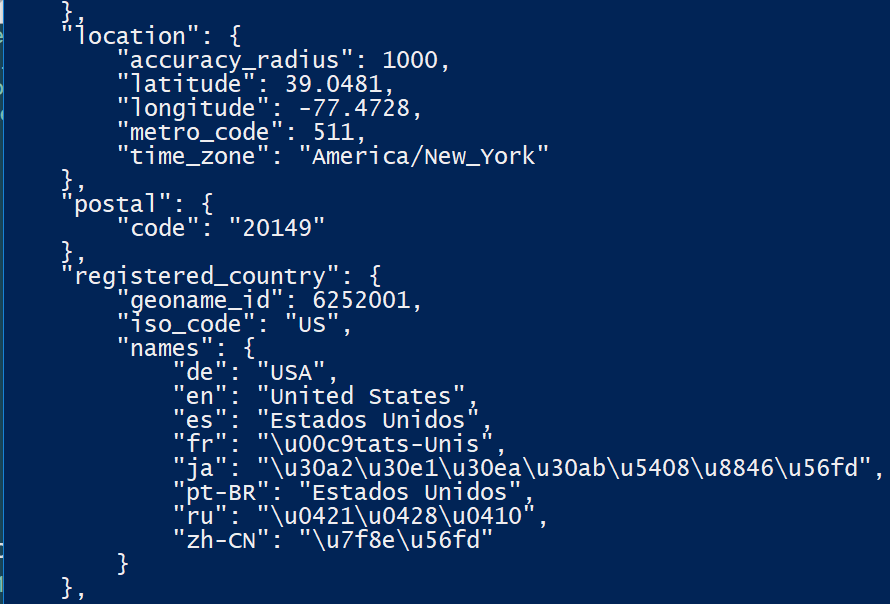 },
"location": {
"accuracy_radius": 1000,
"latitude": 39.0481,
"longitude": -77.4728,
"metro_code": 511,
"time_zone": "America/New_York"
},
"postal": {
"code": "20149"
},
"registered_country": {
"geoname_id": 6252001,
"iso_code": "US",
"names": {
"de": "USA",
"en": "United States",
"es": "Estados Unidos",
"fr": "\u00c9tats-Unis",
"ja": "\u30a2\u30e1\u30ea\u30ab\u5408\u8846\u56fd",
"pt-BR": "Estados Unidos",
"ru": "\u0421\u0428\u0410",
"zh-CN": "\u7f8e\u56fd"
}
},